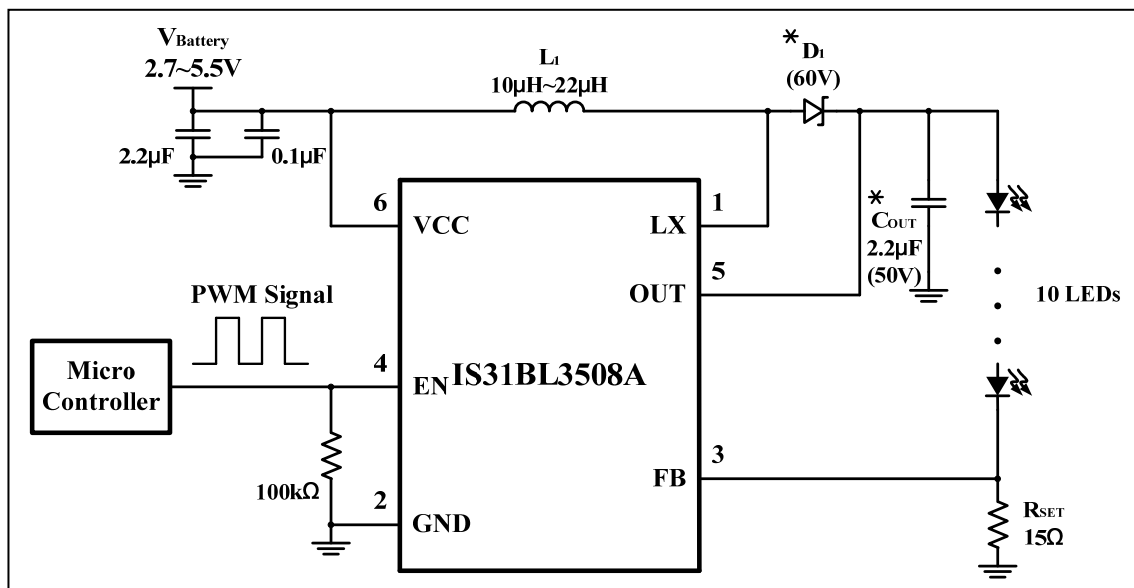 VBattery
2.7~5.5V
L1
10µH~22µH
* D1
(60V)
2.2µF
0.1µF
6
VCC
1
LX
* COUT
2.2µF
(50V)
5
OUT
PWM Signal
10 LEDs
Micro
Controller
4
EN
IS31BL3508A
3
FB
100kΩ
2
GND
RSET
15Ω